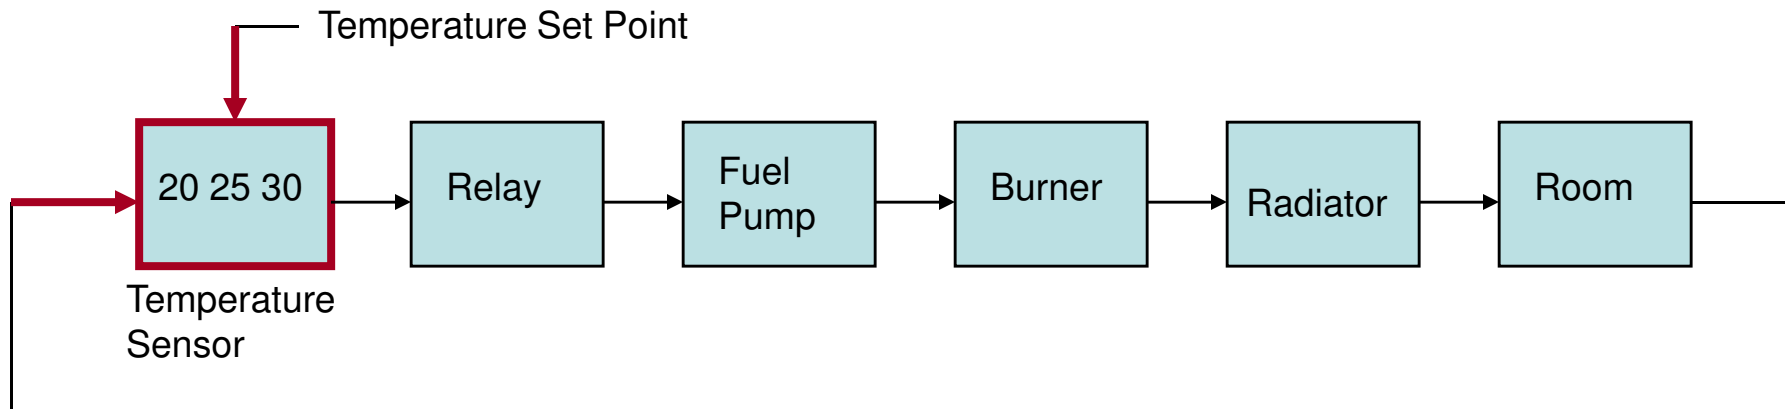 Temperature Set Point
20 25 30
Relay
Fuel
Pump
Burner
Radiator
Room
Temperature
Sensor